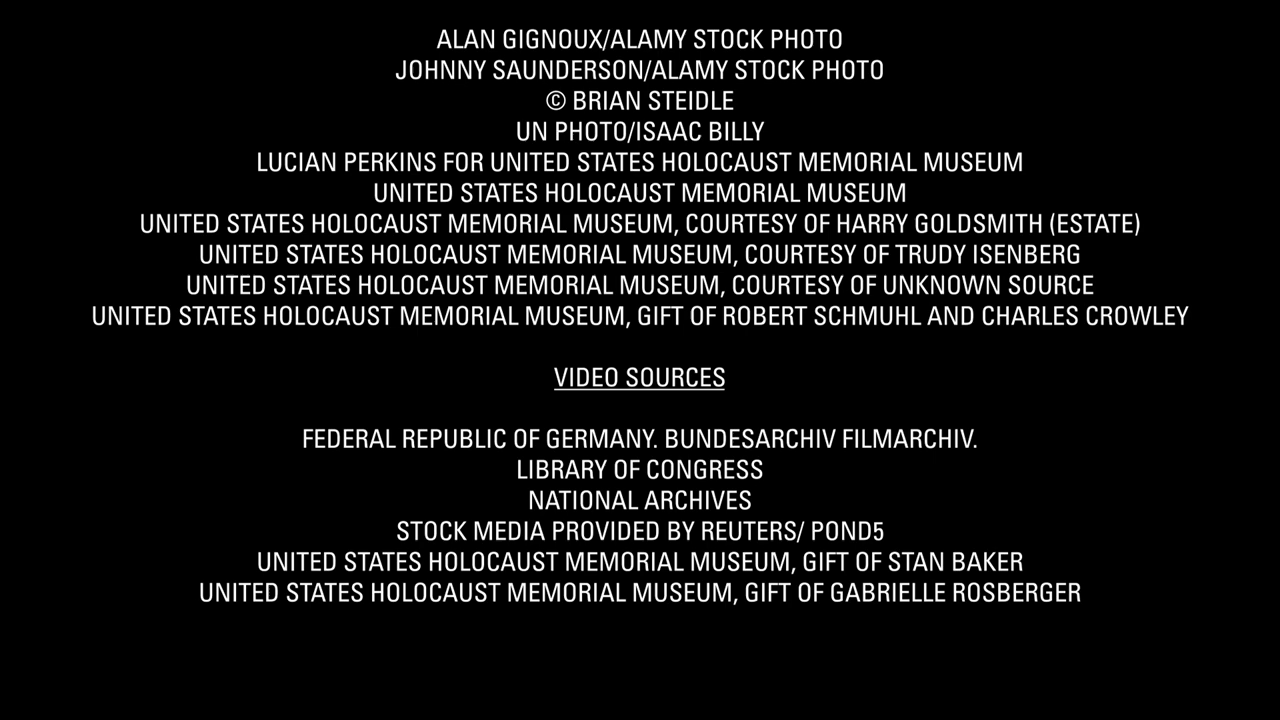 ALAN GIGNOUX/ALAMY STOCK PHOTO
JOHNNY SAUNDERSON/ALAMY STOCK PHOTO
© BRIAN STEIDLE
UN PHOTO/ISAAC BILLY
LUCIAN PERKINS FOR UNITED STATES HOLOCAUST MEMORIAL MUSEUM
UNITED STATES HOLOCAUST MEMORIAL MUSEUM
UNITED STATES HOLOCAUST MEMORIAL MUSEUM, COURTESY OF HARRY GOLDSMITH (ESTATE)
UNITED STATES HOLOCAUST MEMORIAL MUSEUM, COURTESY OF TRUDY ISENBERG
UNITED STATES HOLOCAUST MEMORIAL MUSEUM, COURTESY OF UNKNOWN SOURCE
UNITED STATES HOLOCAUST MEMORIAL MUSEUM, GIFT OF ROBERT SCHMUHL AND CHARLES CROWLEY
VIDEO SOURCES
FEDERAL REPUBLIC OF GERMANY. BUNDESARCHIV FILMARCHIV.
LIBRARY OF CONGRESS
NATIONAL ARCHIVES
STOCK MEDIA PROVIDED BY REUTERS/ POND5
UNITED STATES HOLOCAUST MEMORIAL MUSEUM, GIFT OF STAN BAKER
UNITED STATES HOLOCAUST MEMORIAL MUSEUM, GIFT OF GABRIELLE ROSBERGER